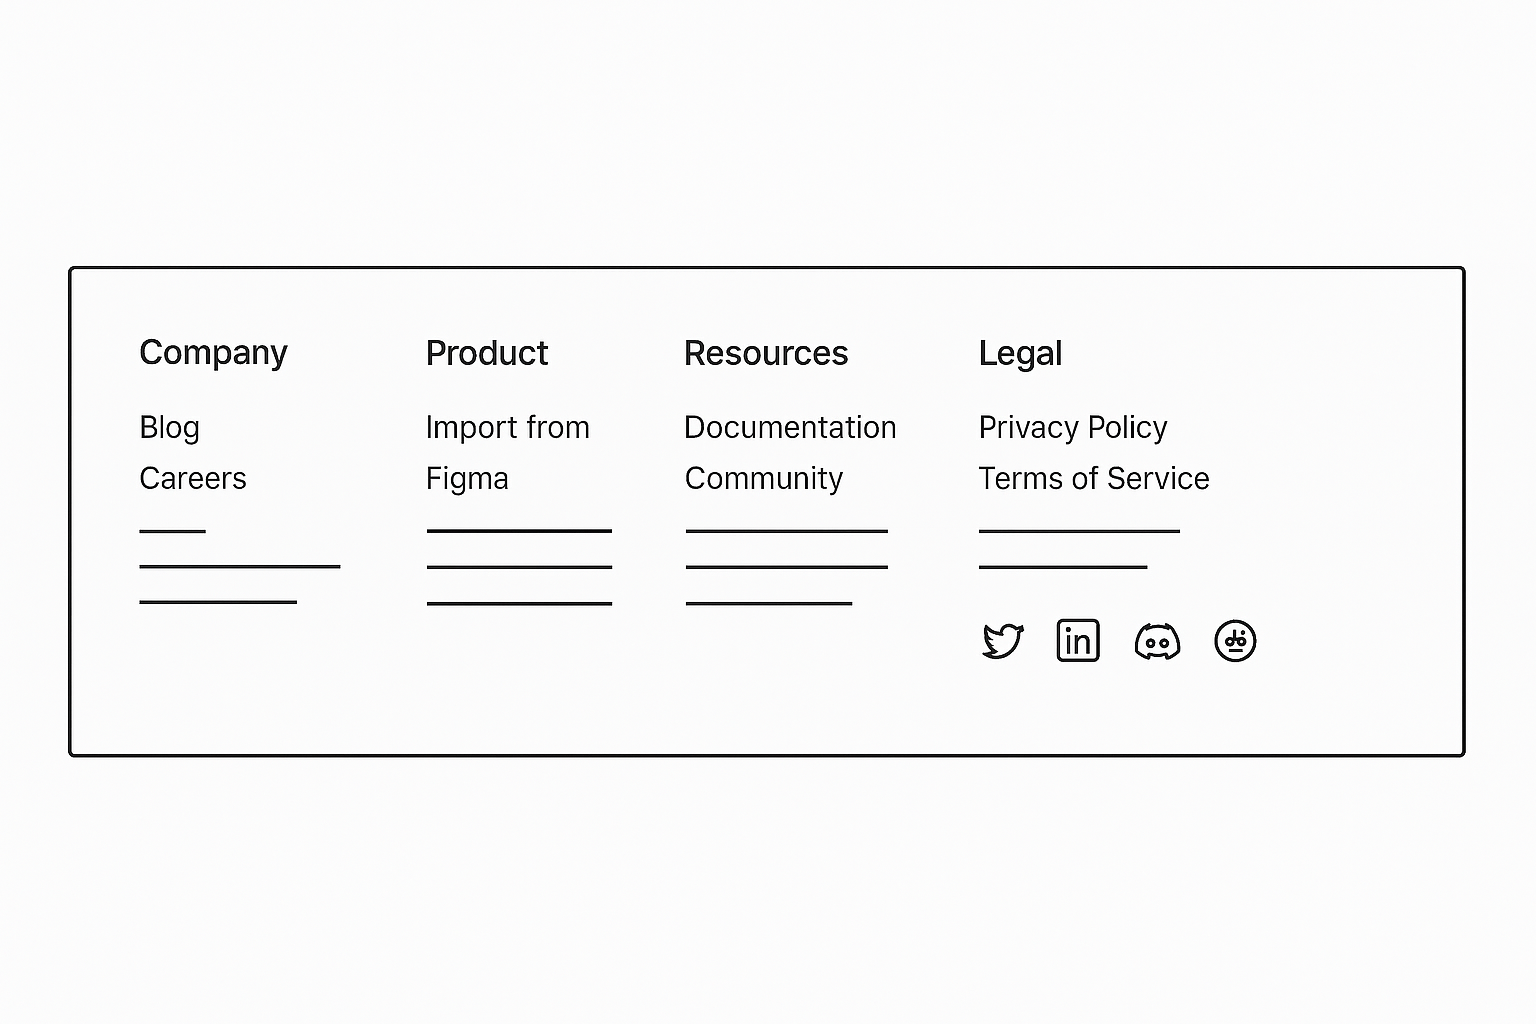 Company
Blog
Careers
Product
Import from
Figma
Resources
Documentation
Community
Legal
Privacy Policy
Terms of Service
in